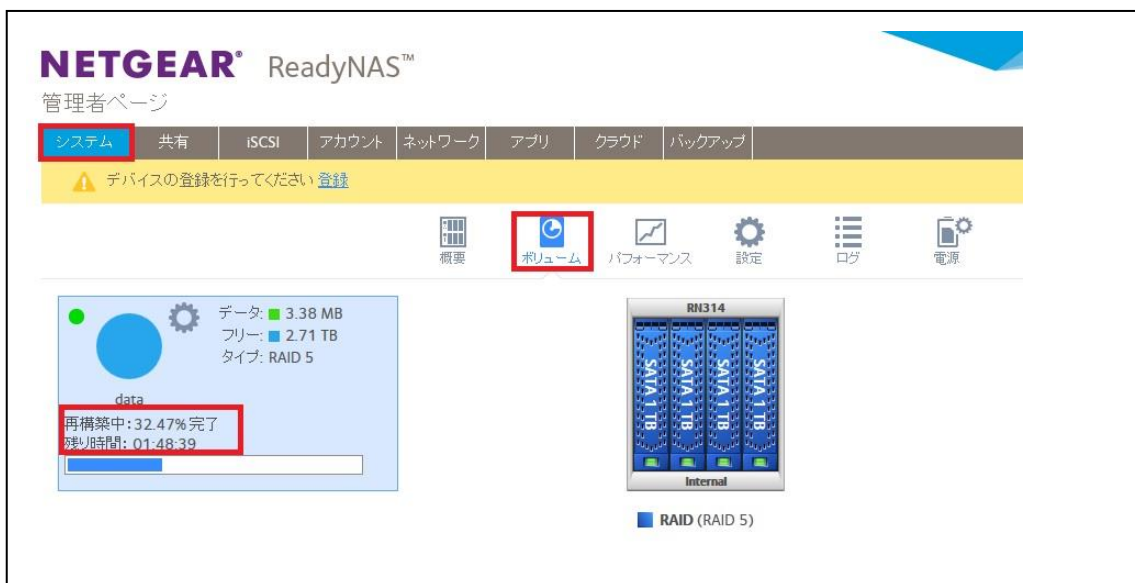 NETGEAR® ReadyNAS™
管理者ページ
システム 共有 iSCSI アカウント ネットワーク アプリ クラウド バックアップ
デバイスの登録を行ってください 登録
概要 ボリューム パフォーマンス 設定 ログ 電源
データ: 3.38 MB
フリー: 2.71 TB
タイプ: RAID 5
data
再構築中:32.47% 完了
残り時間: 01:48:39
RN314
SATA 1 TB SATA 1 TB SATA 1 TB SATA 1 TB
Internal
RAID (RAID 5)